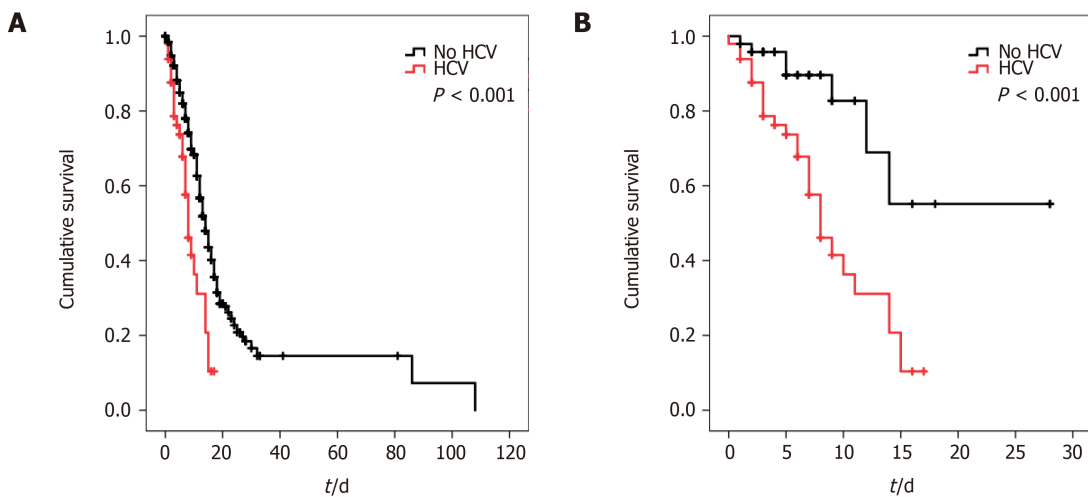 A
No HCV
HCV
P < 0.001
Cumulative survival
1.0
0.8
0.6
0.4
0.2
0.0
0 20 40 60 80 100 120
t/d
B
No HCV
HCV
P < 0.001
Cumulative survival
1.0
0.8
0.6
0.4
0.2
0.0
0 5 10 15 20 25 30
t/d